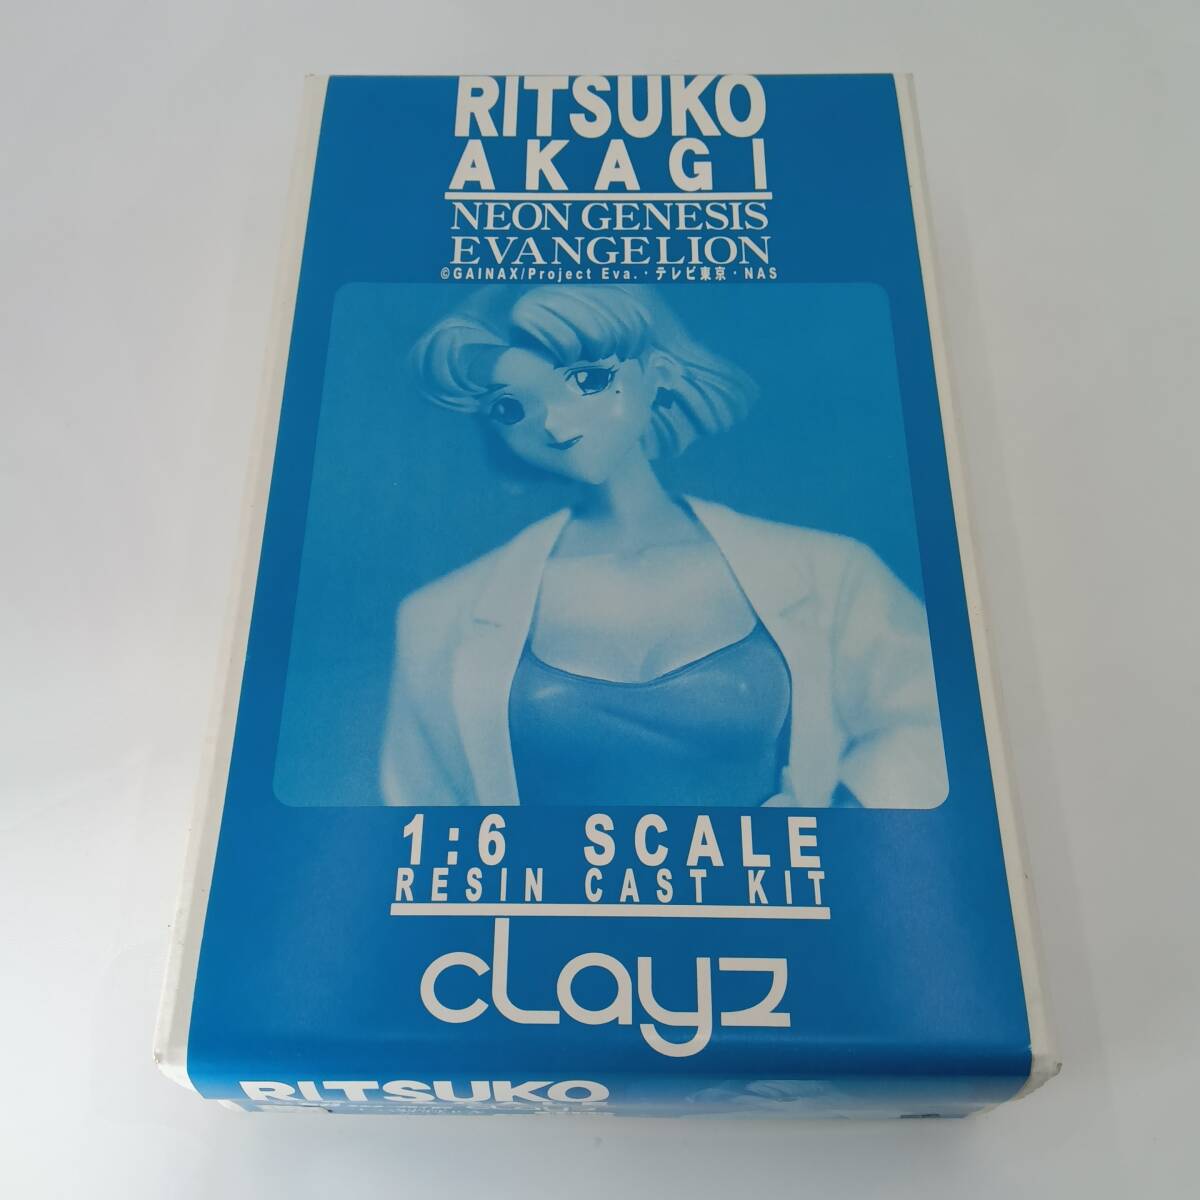 RITSUKO
AKAGI
NEON GENESIS
EVANGELION
©GAINAX/Project Eva.・テレビ東京・NAS
1:6 SCALE
RESIN CAST KIT
cLayz
RITSUKO